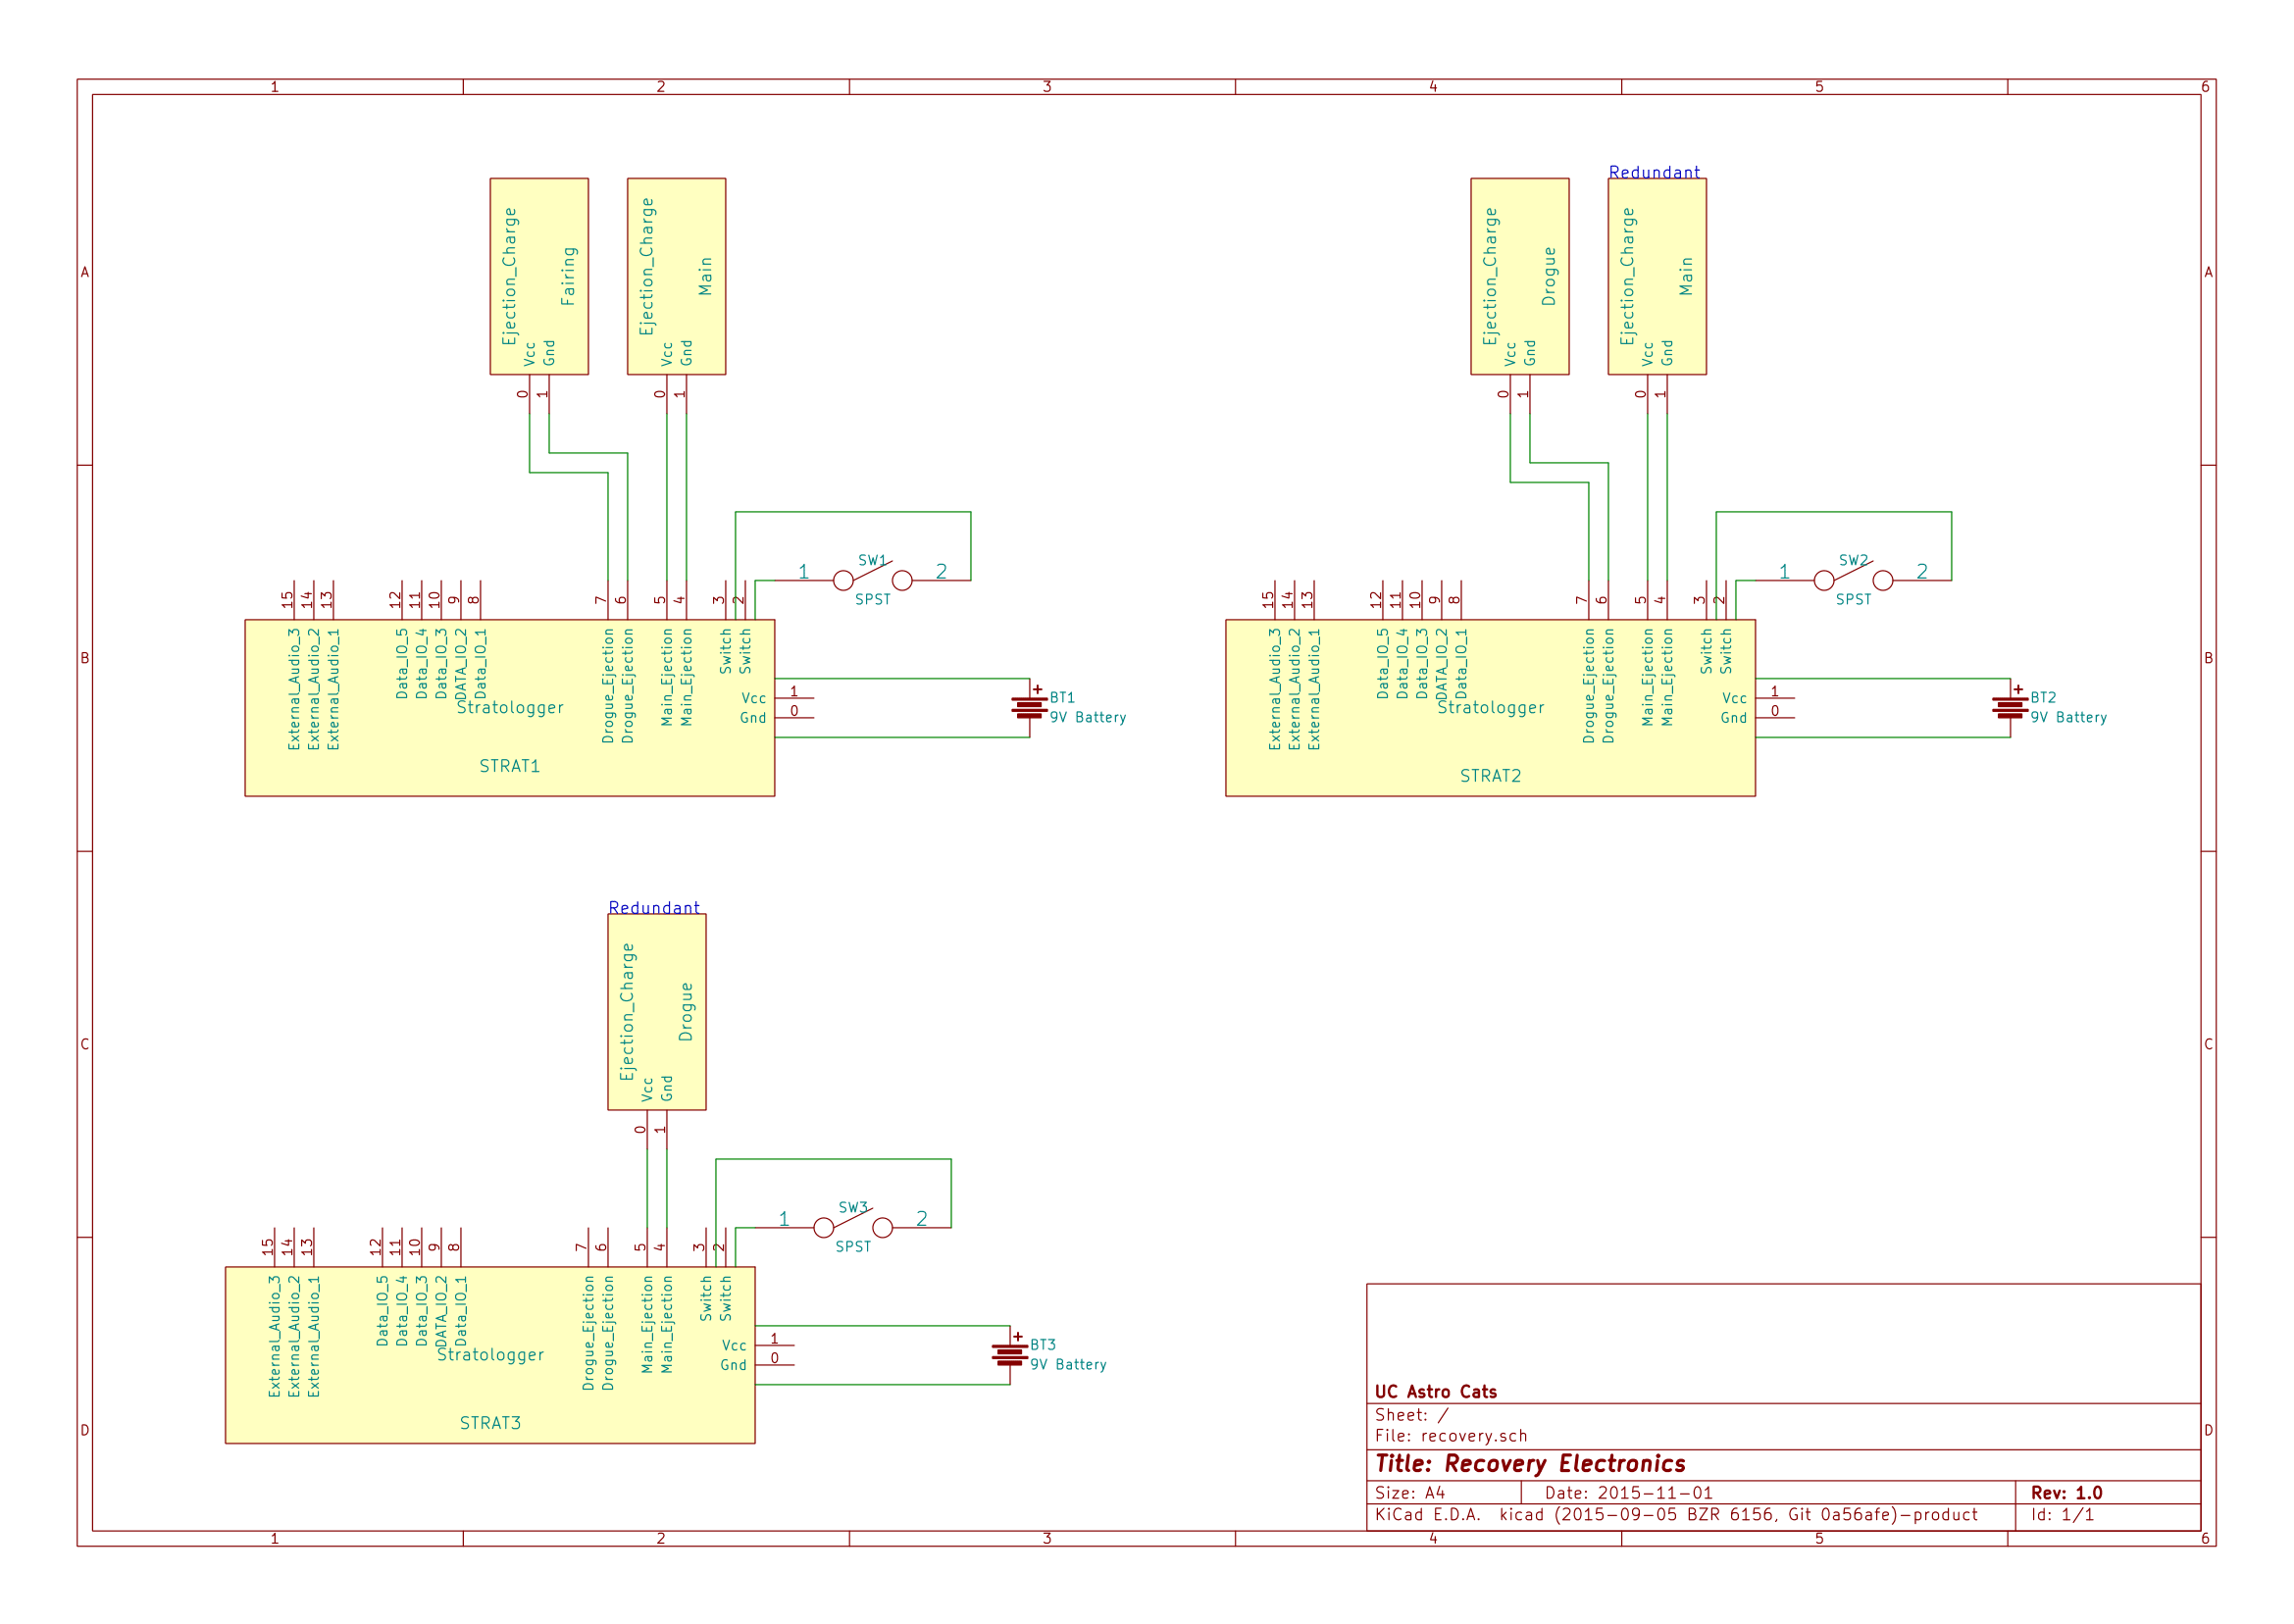 1 2 3 4 5 6
A A
B B
C C
D D
Ejection_Charge
Fairing
Vcc
Gnd
0
1
Ejection_Charge
Main
Vcc
Gnd
0
1
SW1
1 2
SPST
15
14
13
12
11
10
9
8
7
6
5
4
3
2
External_Audio_3
External_Audio_2
External_Audio_1
Data_IO_5
Data_IO_4
Data_IO_3
DATA_IO_2
Data_IO_1
Drogue_Ejection
Drogue_Ejection
Main_Ejection
Main_Ejection
Switch
Switch
Vcc 1
Gnd 0
Stratologger
STRAT1
+
BT1
9V Battery
Redundant
Ejection_Charge
Drogue
Vcc
Gnd
0
1
Ejection_Charge
Main
Vcc
Gnd
0
1
SW2
1 2
SPST
15
14
13
12
11
10
9
8
7
6
5
4
3
2
External_Audio_3
External_Audio_2
External_Audio_1
Data_IO_5
Data_IO_4
Data_IO_3
DATA_IO_2
Data_IO_1
Drogue_Ejection
Drogue_Ejection
Main_Ejection
Main_Ejection
Switch
Switch
Vcc 1
Gnd 0
Stratologger
STRAT2
+
BT2
9V Battery
Redundant
Ejection_Charge
Drogue
Vcc
Gnd
0
1
SW3
1 2
SPST
15
14
13
12
11
10
9
8
7
6
5
4
3
2
External_Audio_3
External_Audio_2
External_Audio_1
Data_IO_5
Data_IO_4
Data_IO_3
DATA_IO_2
Data_IO_1
Drogue_Ejection
Drogue_Ejection
Main_Ejection
Main_Ejection
Switch
Switch
Vcc 1
Gnd 0
Stratologger
STRAT3
+
BT3
9V Battery
UC Astro Cats
Sheet: /
File: recovery.sch
Title: Recovery Electronics
Size: A4 Date: 2015-11-01 Rev: 1.0
KiCad E.D.A. kicad (2015-09-05 BZR 6156, Git 0a56afe)-product Id: 1/1
1 2 3 4 5 6